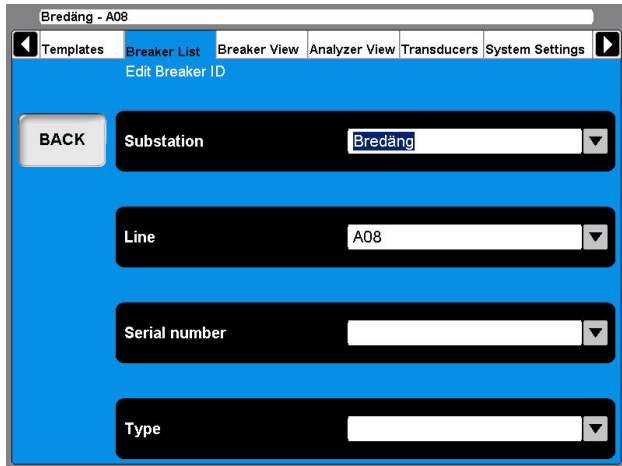 Bredäng - A08
Templates Breaker List Breaker View Analyzer View Transducers System Settings
Edit Breaker ID
BACK
Substation Bredäng
Line A08
Serial number
Type